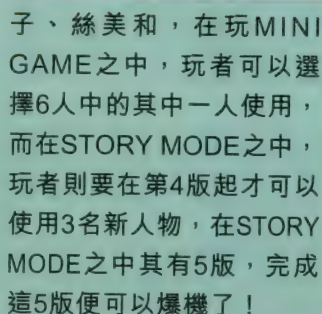 子、絲美和，在玩MINI
GAME之中，玩者可以選
擇6人中的其中一人使用，
而在STORY MODE之中，
玩者則要在第4版起才可以
使用3名新人物，在STORY
MODE之中其有5版，完成
這5版便可以爆機了！